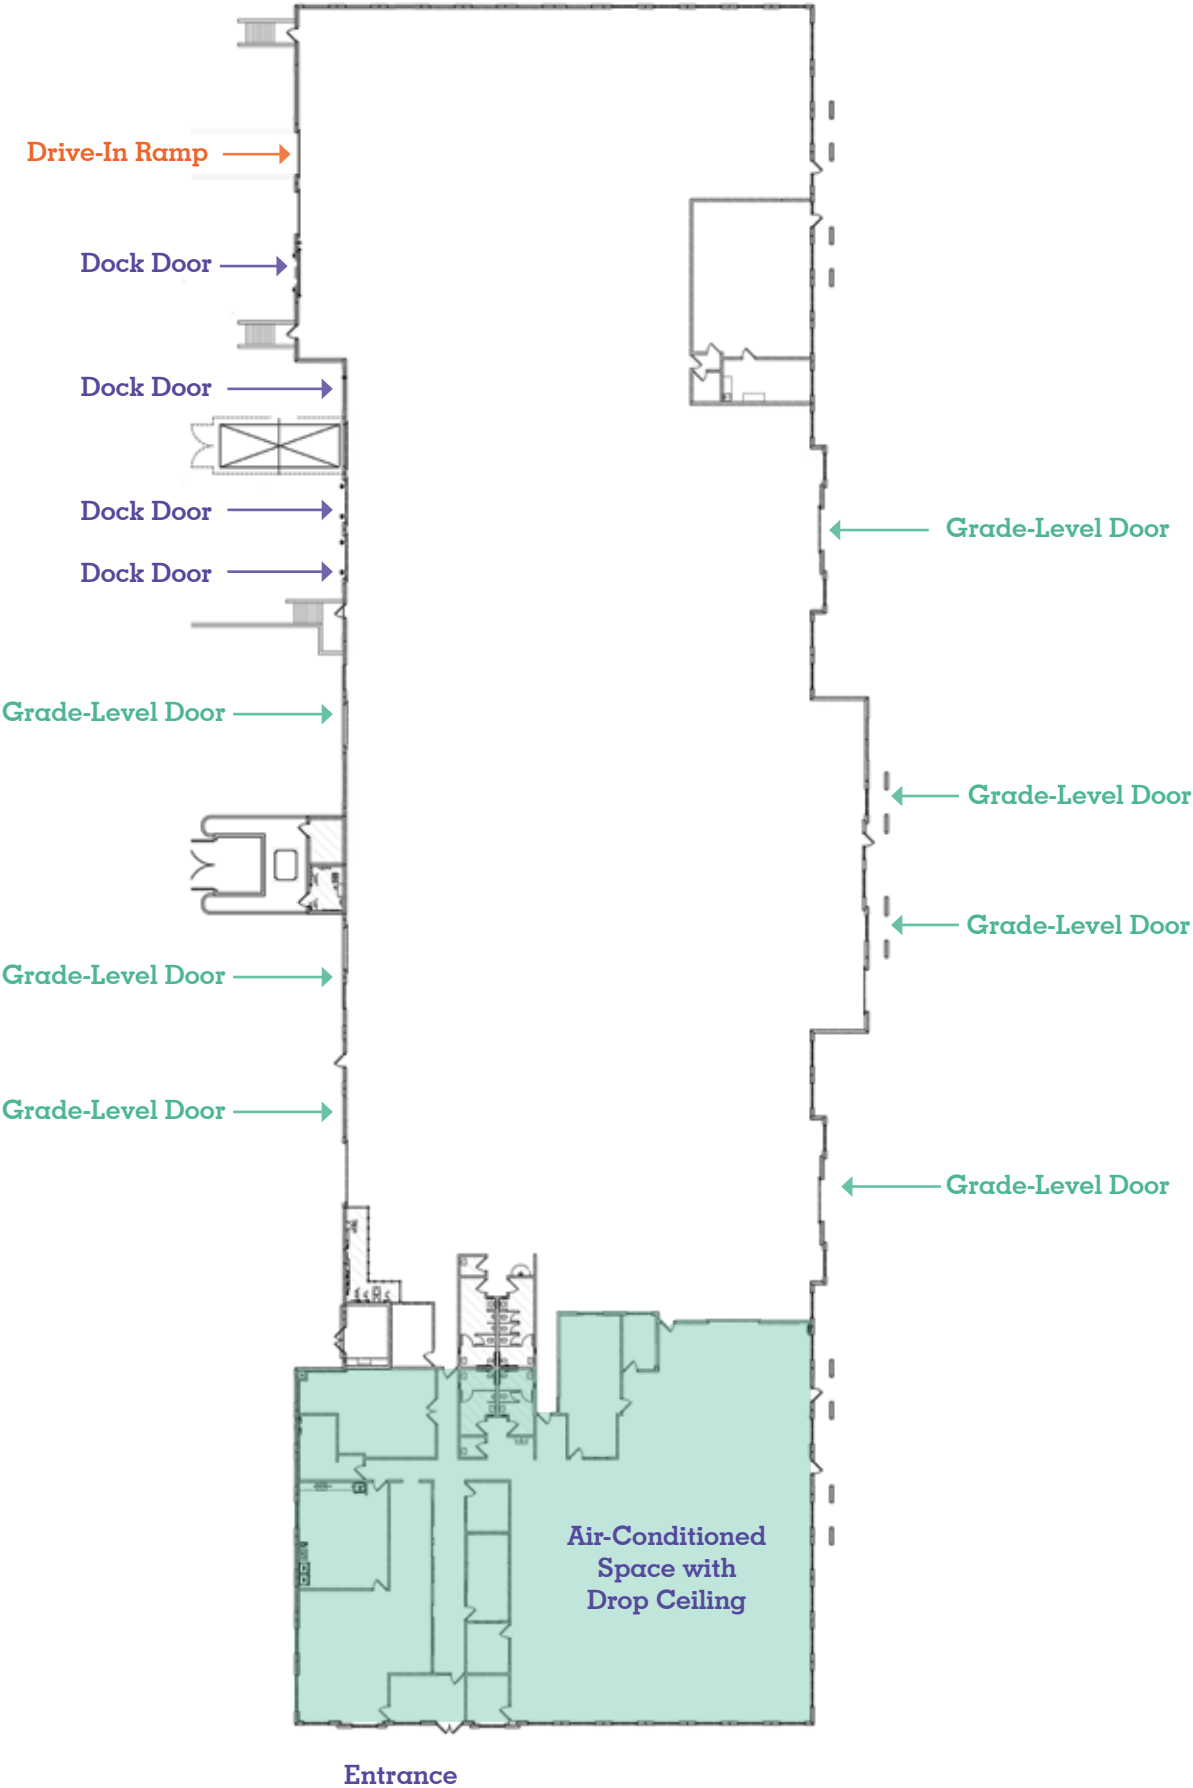 Drive-In Ramp
Dock Door
Dock Door
Dock Door
Grade-Level Door
Dock Door
Grade-Level Door
Grade-Level Door
Grade-Level Door
Grade-Level Door
Grade-Level Door
Grade-Level Door
Air-Conditioned
Space with
Drop Ceiling
Entrance